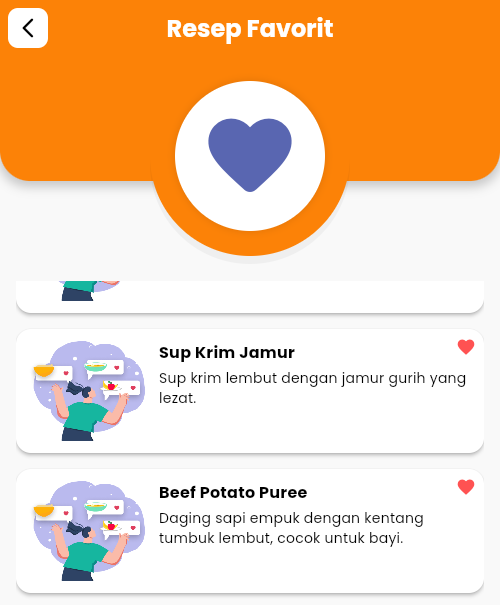 Resep Favorit
Sup Krim Jamur
Sup krim lembut dengan jamur gurih yang
lezat.
Beef Potato Puree
Daging sapi empuk dengan kentang
tumbuk lembut, cocok untuk bayi.